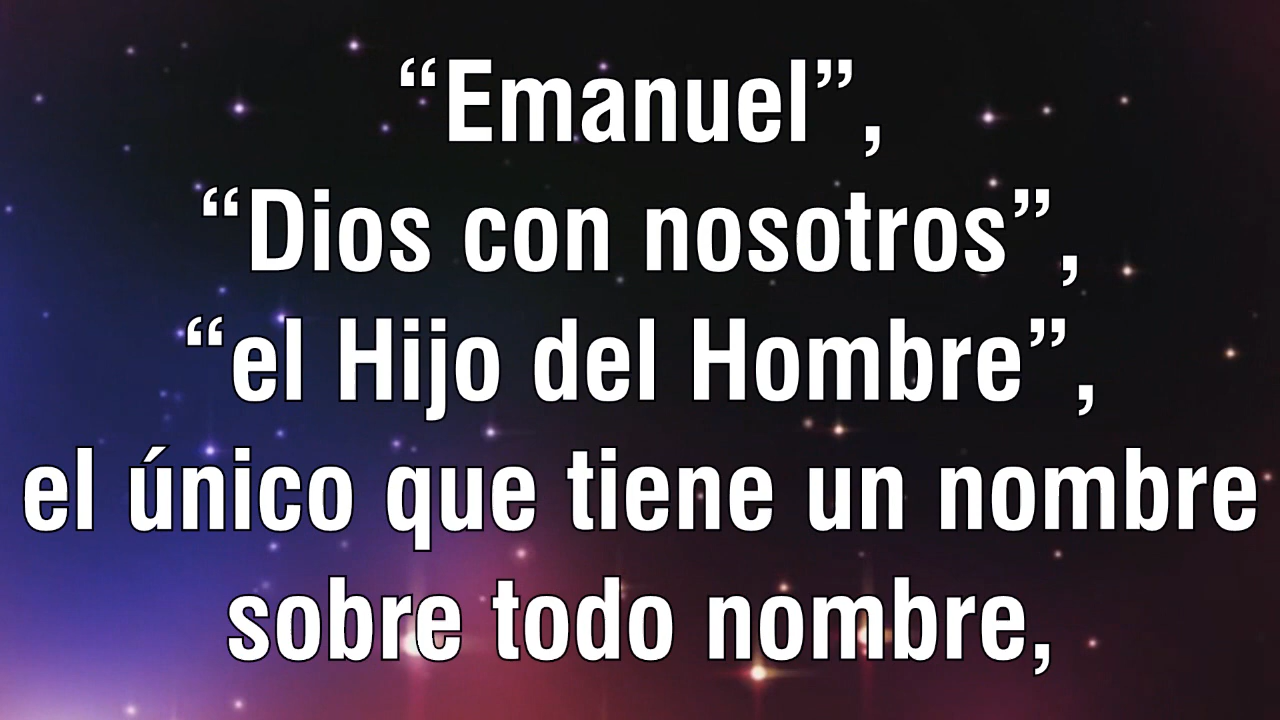 “Emanuel”,
“Dios con nosotros”,
“el Hijo del Hombre”,
el único que tiene un nombre
sobre todo nombre,